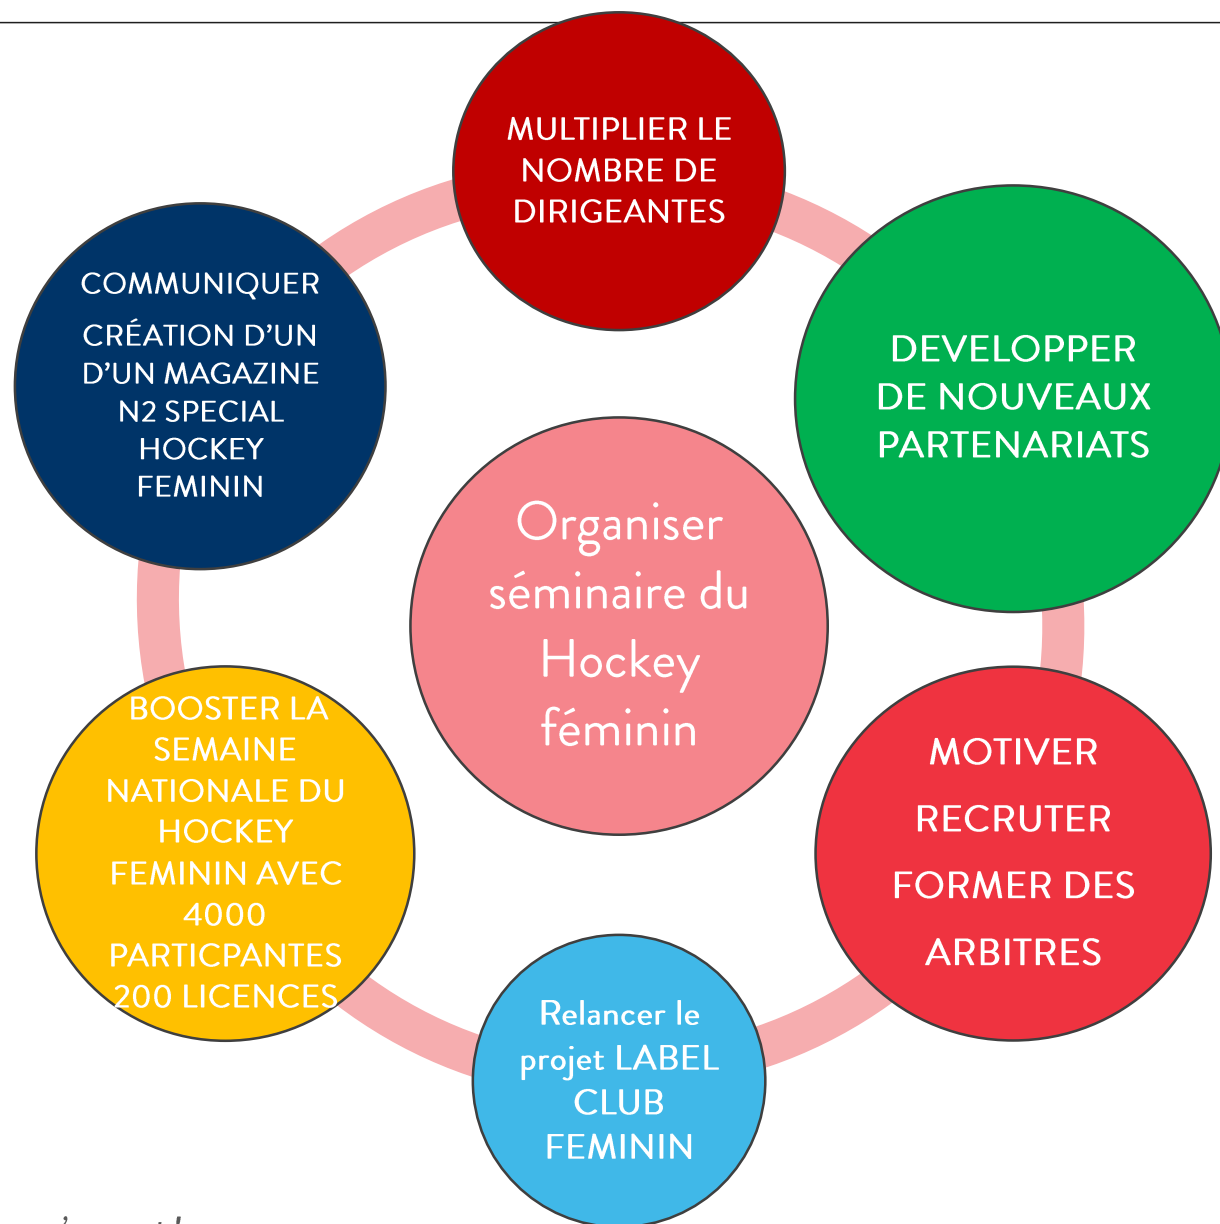 MULTIPLIER LE
NOMBRE DE
DIRIGEANTES
COMMUNIQUER
CRÉATION D’UN
D’UN MAGAZINE
N2 SPECIAL
HOCKEY
FEMININ
DEVELOPPER
DE NOUVEAUX
PARTENARIATS
Organiser
séminaire du
Hockey
féminin
BOOSTER LA
SEMAINE
NATIONALE DU
HOCKEY
FEMININ AVEC
4000
PARTICPANTES
200 LICENCES
MOTIVER
RECRUTER
FORMER DES
ARBITRES
Relancer le
projet LABEL
CLUB
FEMININ